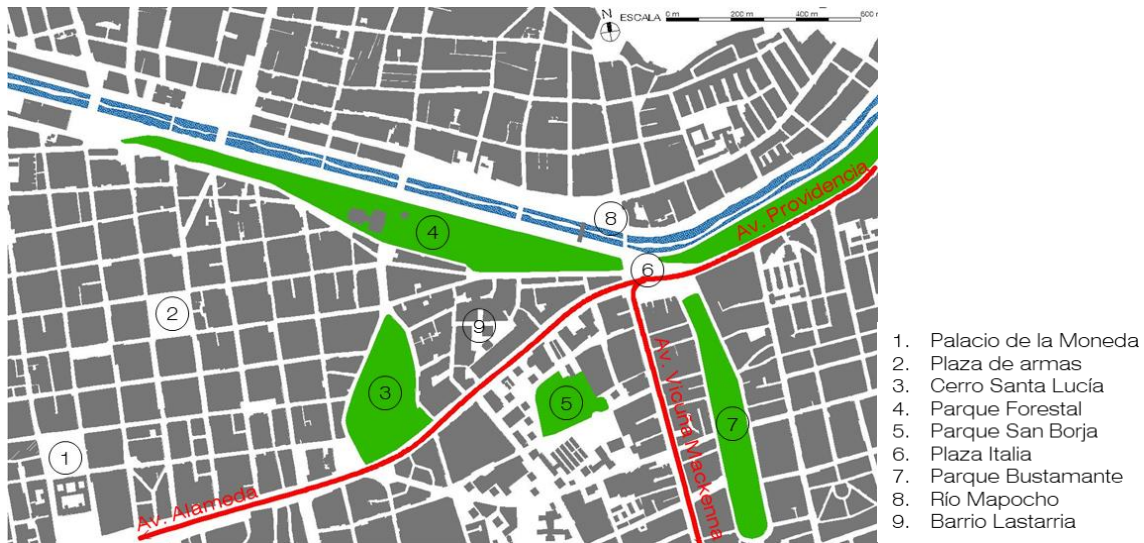 N
ESCALA
0 m 200 m 400 m 600 m
8
Av. Providencia
4
6
2
9
Av. Vicuña Mackenna
3
5
7
1
Av. Alameda
1. Palacio de la Moneda
2. Plaza de armas
3. Cerro Santa Lucía
4. Parque Forestal
5. Parque San Borja
6. Plaza Italia
7. Parque Bustamante
8. Río Mapocho
9. Barrio Lastarria